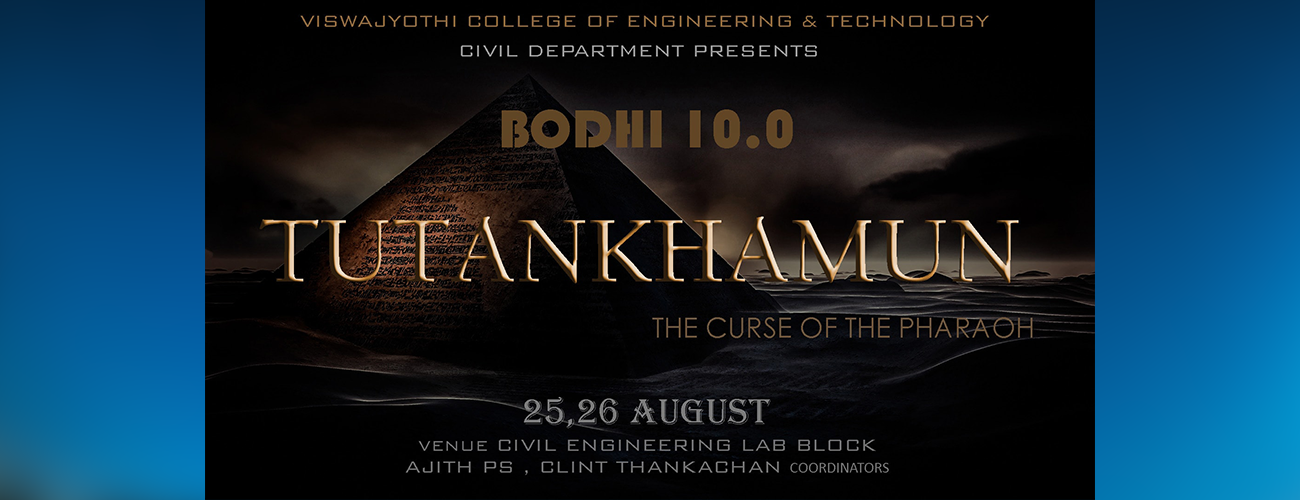 VISWAJYOTHI COLLEGE OF ENGINEERING & TECHNOLOGY
CIVIL DEPARTMENT PRESENTS
BODHI 10.0
TUTANKHAMUN
THE CURSE OF THE PHARAOH
25,26 AUGUST
VENUE CIVIL ENGINEERING LAB BLOCK
AJITH PS , CLINT THANKACHAN COORDINATORS